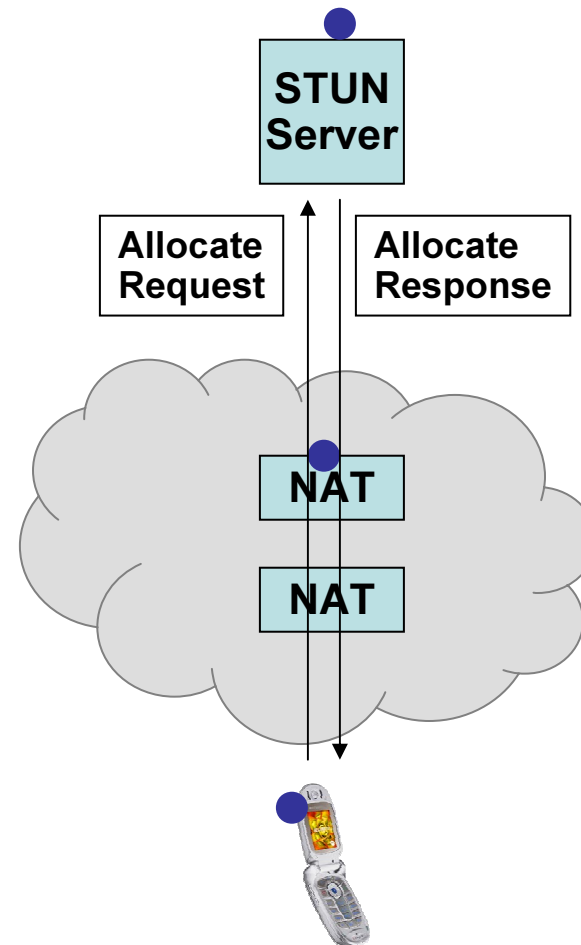 STUN
Server
Allocate
Request
Allocate
Response
NAT
NAT